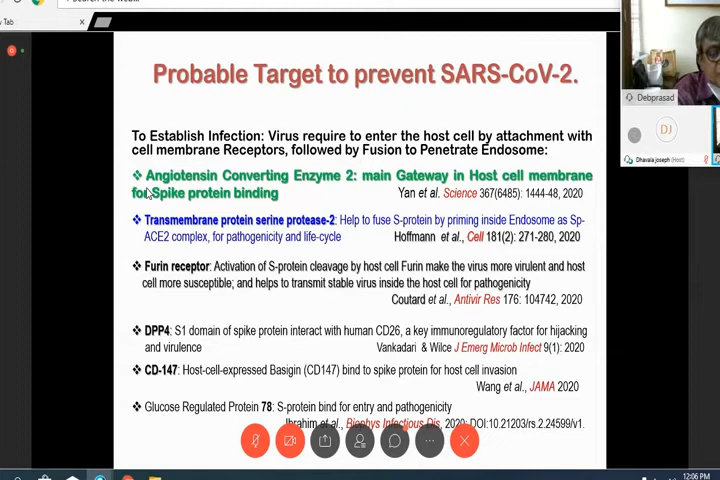 Tab
Probable Target to prevent SARS-CoV-2.
To Establish Infection: Virus require to enter the host cell by attachment with
cell membrane Receptors, followed by Fusion to Penetrate Endosome:
❖ Angiotensin Converting Enzyme 2: main Gateway in Host cell membrane
for Spike protein binding Yan et al. Science 367(6485): 1444-48, 2020
❖ Transmembrane protein serine protease-2: Help to fuse S-protein by priming inside Endosome as Sp-
ACE2 complex, for pathogenicity and life-cycle Hoffmann et al., Cell 181(2): 271-280, 2020
❖ Furin receptor: Activation of S-protein cleavage by host cell Furin make the virus more virulent and host
cell more susceptible; and helps to transmit stable virus inside the host cell for pathogenicity
Coutard et al., Antivir Res 176: 104742, 2020
❖ DPP4: S1 domain of spike protein interact with human CD26, a key immunoregulatory factor for hijacking
and virulence Vankadari & Wilce J Emerg Microb Infect 9(1): 2020
❖ CD-147: Host-cell-expressed Basigin (CD147) bind to spike protein for host cell invasion
Wang et al., JAMA 2020
❖ Glucose Regulated Protein 78: S-protein bind for entry and pathogenicity
Ibrahim et al., Biophys Infectious Dis, 2020; DOI:10.21203/rs.2.24599/v1.
Debprasad
DJ
Dhavala joseph (Host)
12:06 PM